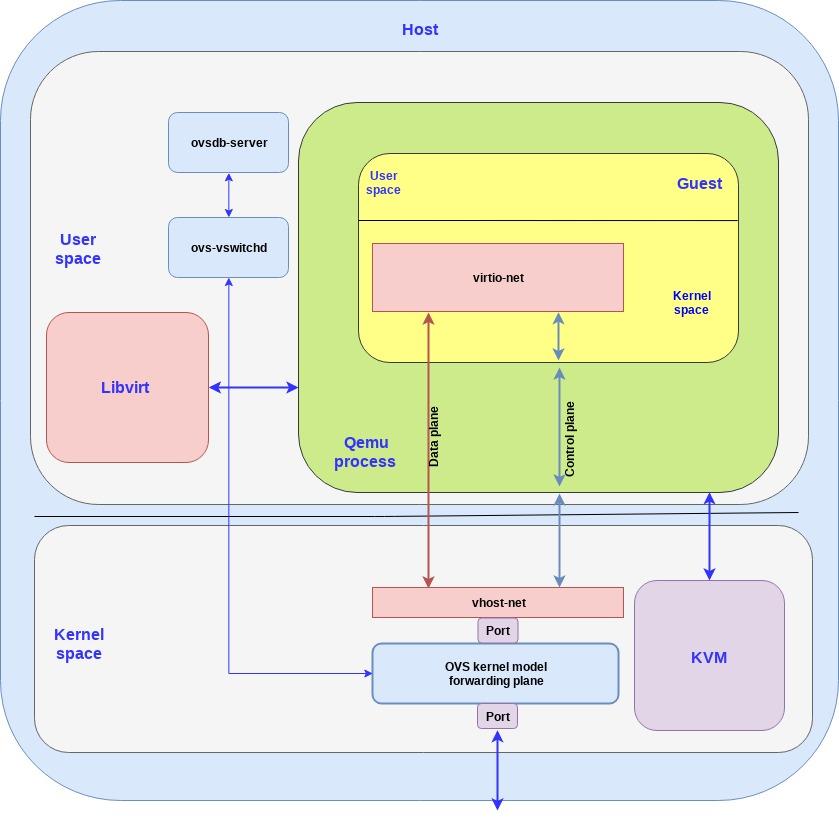 Host
ovsdb-server
User
space
Guest
ovs-vswitchd
User
space
virtio-net
Kernel
space
Libvirt
Data plane
Control plane
Qemu
process
vhost-net
Port
Kernel
space
OVS kernel model
forwarding plane
KVM
Port